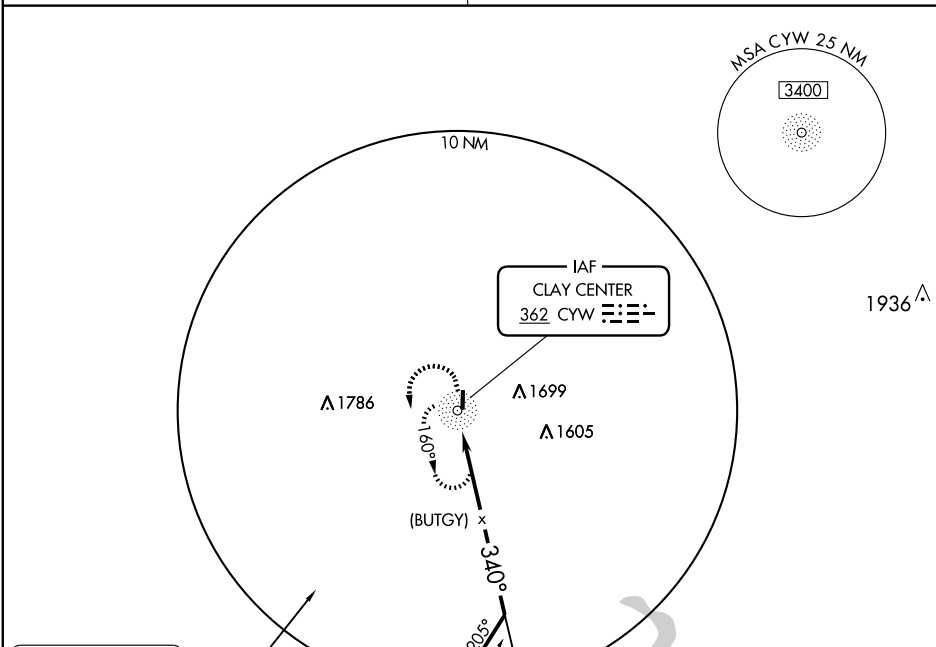 MSA CYW 25 NM
3400
10 NM
IAF
CLAY CENTER
362 CYW
1936
1786
1699
1605
160°
(BUTGY) x
340°
205°